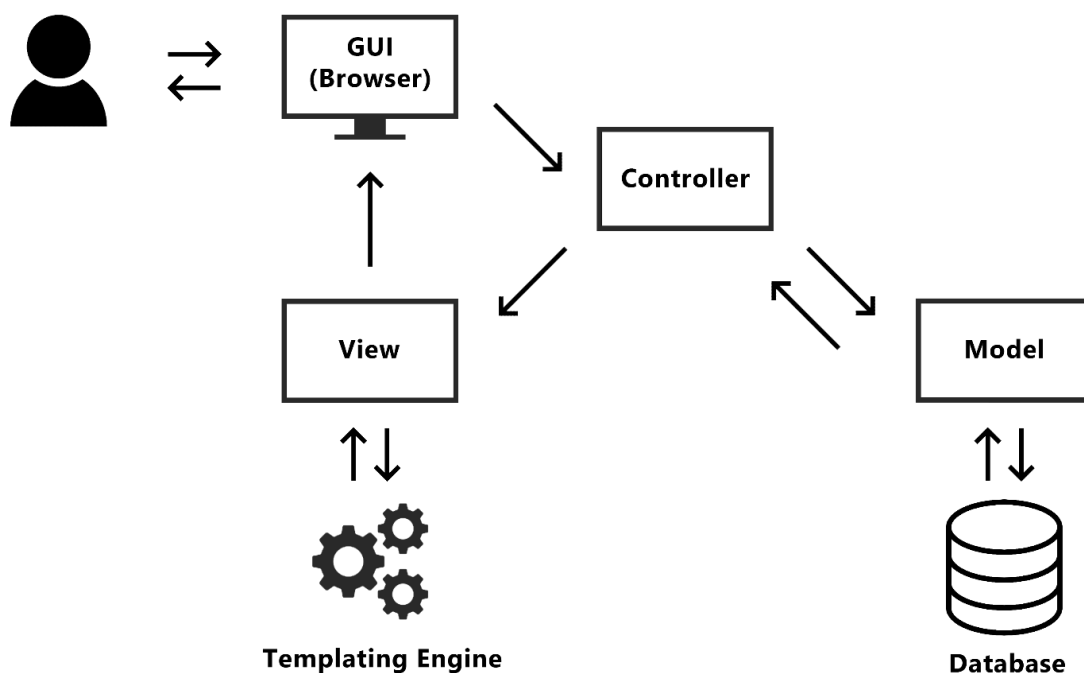 GUI
(Browser)
Controller
View
Model
Templating Engine
Database